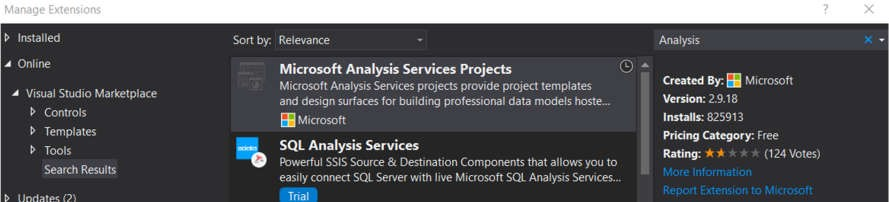 Manage Extensions
Installed
Online
Visual Studio Marketplace
Controls
Templates
Tools
Search Results
Updates (2)
Sort by: Relevance
Microsoft Analysis Services Projects
Microsoft Analysis Services projects provide project templates
and design surfaces for building professional data models hoste...
Microsoft
SQL Analysis Services
Powerful SSIS Source & Destination Components that allows you to
easily connect SQL Server with live Microsoft SQL Analysis Services...
Trial
Analysis
Created By: Microsoft
Version: 2.9.18
Installs: 825913
Pricing Category: Free
Rating: (124 Votes)
More Information
Report Extension to Microsoft